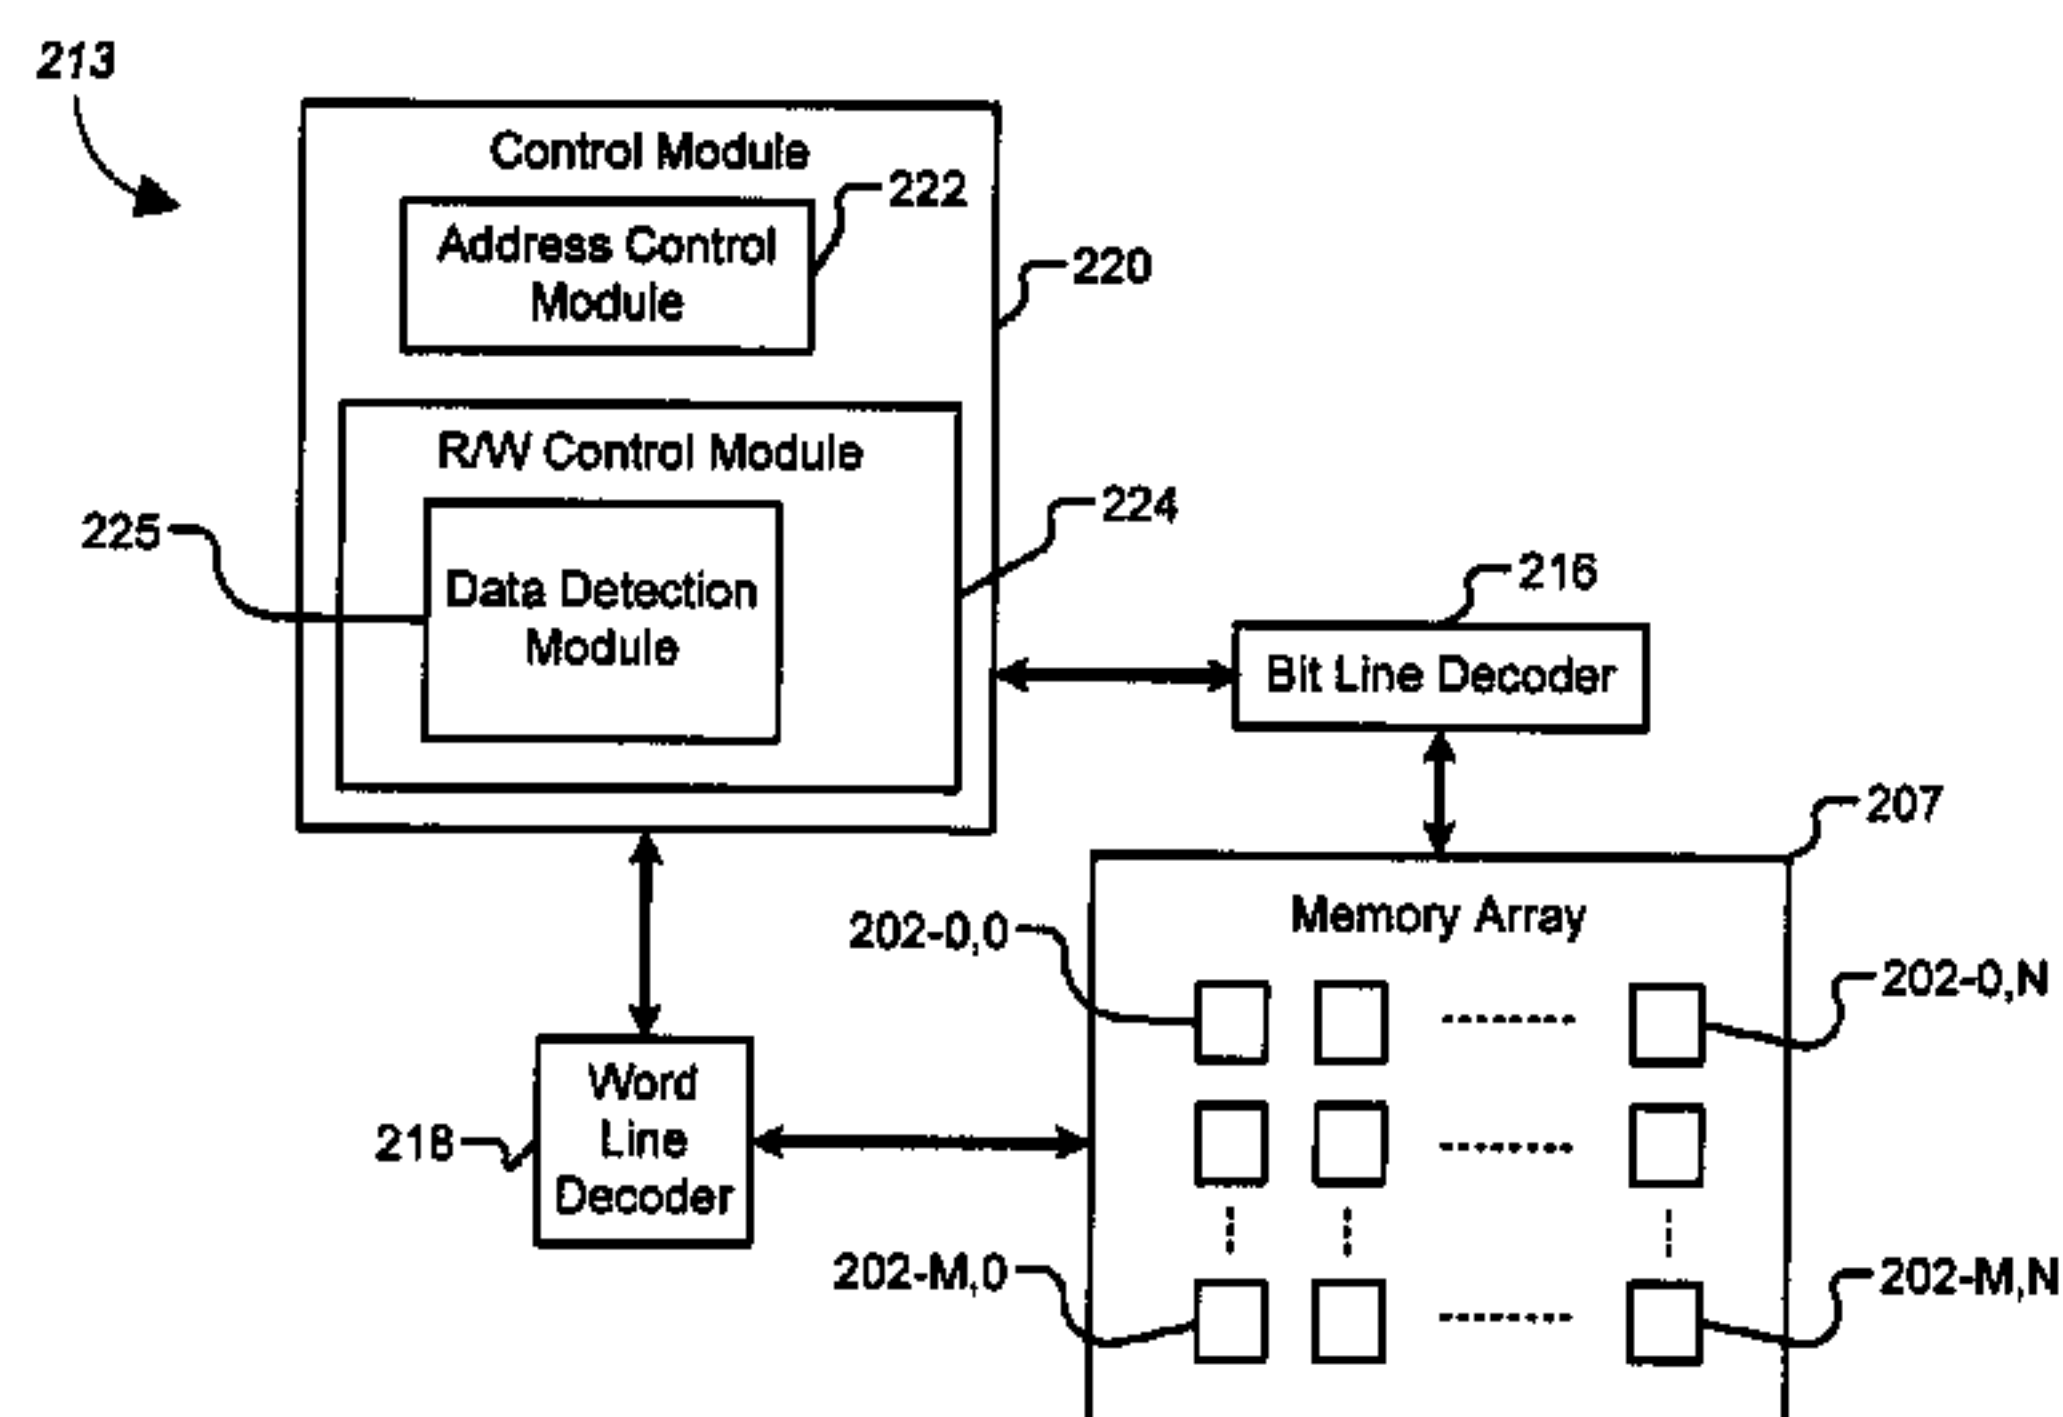 213
Control Module
222
Address Control
Module
220
R/W Control Module
224
225
Data Detection
Module
216
Bit Line Decoder
207
Memory Array
202-0,0
202-0,N
Word
Line
Decoder
218
202-M,0
202-M,N